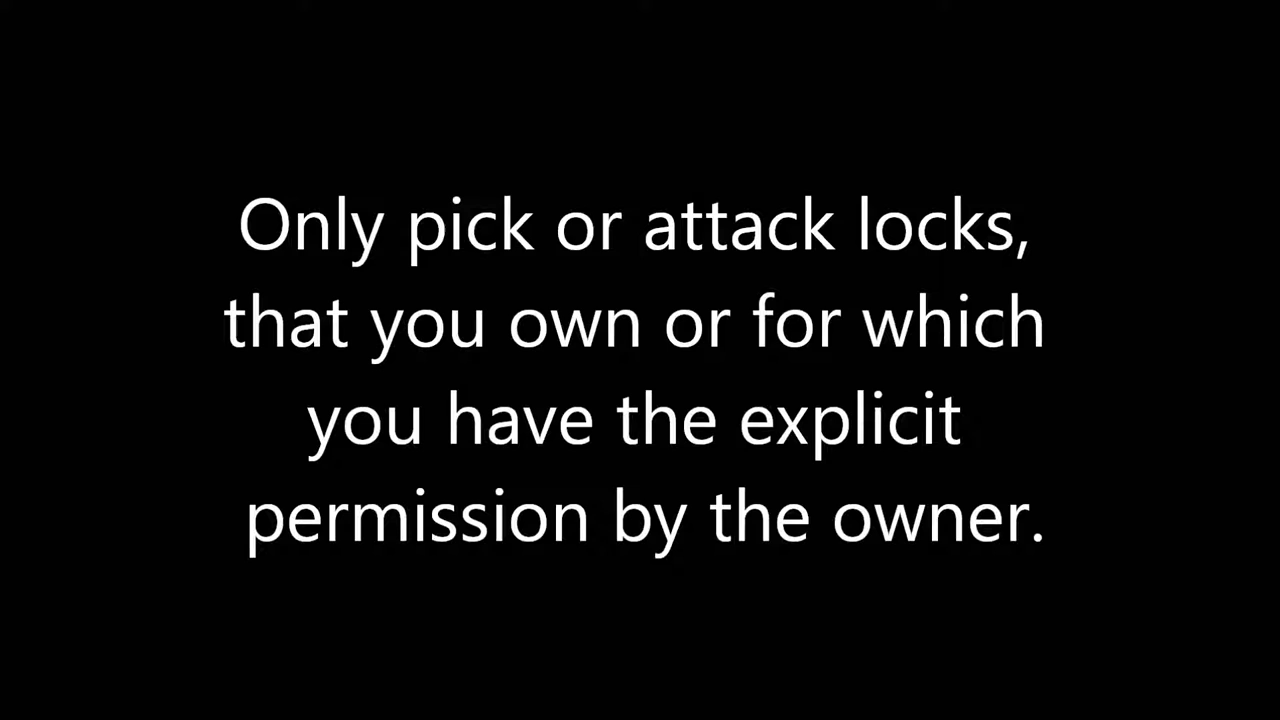 Only pick or attack locks,
that you own or for which
you have the explicit
permission by the owner.